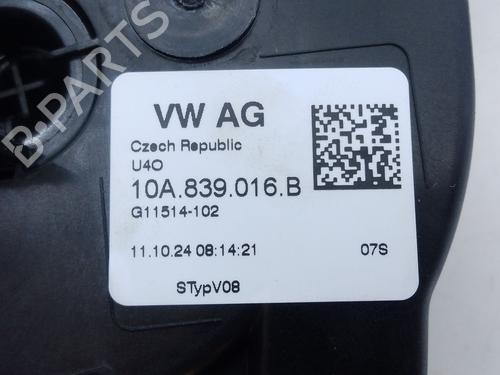 VW AG
Czech Republic
U4O
10A.839.016.B
G11514-102
11.10.24 08:14:21 07S
STypV08
B-PARTS